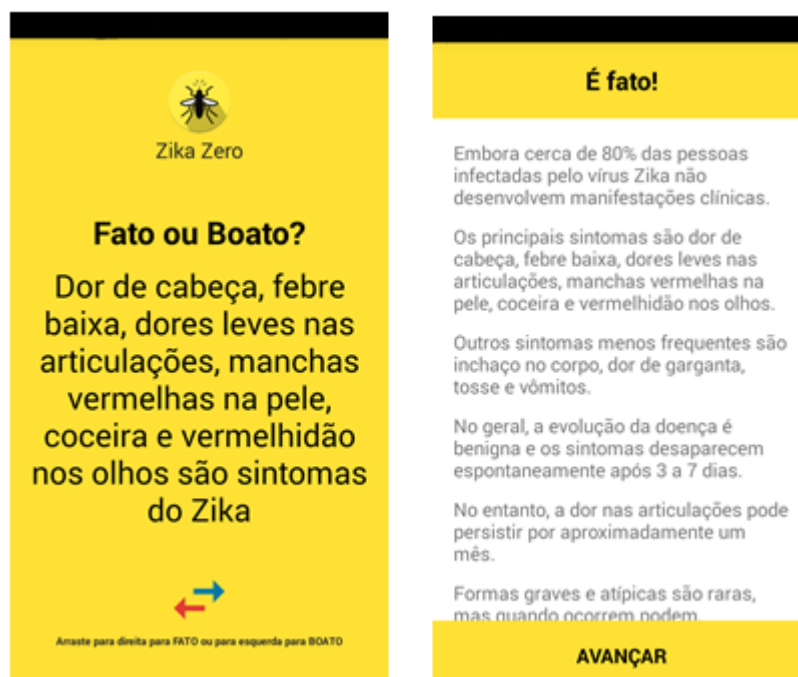 Zika Zero
Fato ou Boato?
Dor de cabeça, febre
baixa, dores leves nas
articulações, manchas
vermelhas na pele,
coceira e vermelhidão
nos olhos são sintomas
do Zika
Arraste para direita para FATO ou para esquerda para BOATO
É fato!
Embora cerca de 80% das pessoas
infectadas pelo vírus Zika não
desenvolvem manifestações clínicas.
Os principais sintomas são dor de
cabeça, febre baixa, dores leves nas
articulações, manchas vermelhas na
pele, coceira e vermelhidão nos olhos.
Outros sintomas menos frequentes são
inchaço no corpo, dor de garganta,
tosse e vômitos.
No geral, a evolução da doença é
benigna e os sintomas desaparecem
espontaneamente após 3 a 7 dias.
No entanto, a dor nas articulações pode
persistir por aproximadamente um
mês.
Formas graves e atípicas são raras,
mas quando ocorrem podem
AVANÇAR